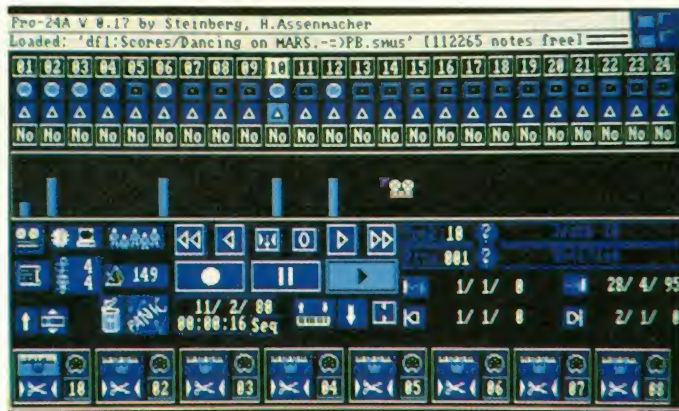 Pro-24A V 0.17 by Steinberg, H.Assenmacher
Loaded: 'df1:Scores/Dancing on MARS.-=)PB.smus' [112265 notes free]
01 02 03 04 05 06 07 08 09 10 11 12 13 14 15 16 17 18 19 20 21 22 23 24
No No No No No No No No No No No No No No No No No No No No No No No No
10 ?
001 ?
4
4
149
1/ 1/ 0
28/ 4/ 95
PANIC
11/ 2/ 80
00:00:16 Seq
1/ 1/ 0
2/ 1/ 0
10 02 03 04 05 06 07 08